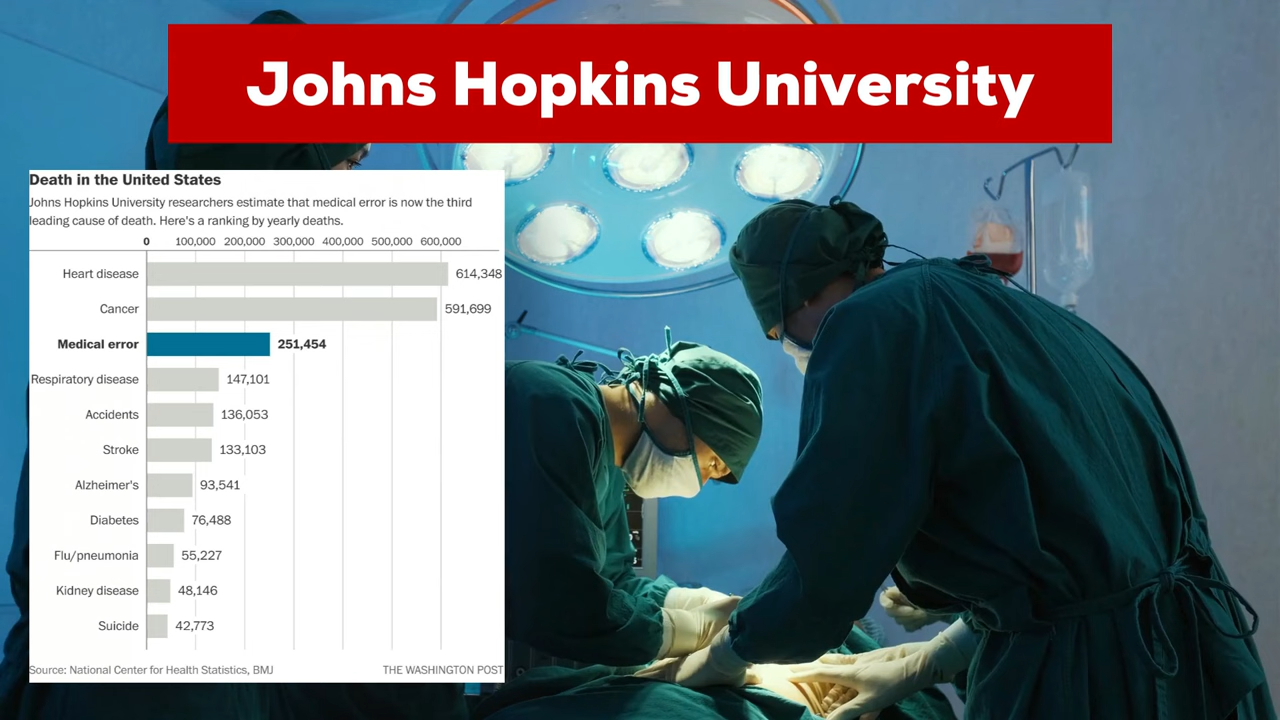 Johns Hopkins University
Death in the United States
Johns Hopkins University researchers estimate that medical error is now the third
leading cause of death. Here's a ranking by yearly deaths.
0 100,000 200,000 300,000 400,000 500,000 600,000
Heart disease 614,348
Cancer 591,699
Medical error 251,454
Respiratory disease 147,101
Accidents 136,053
Stroke 133,103
Alzheimer's 93,541
Diabetes 76,488
Flu/pneumonia 55,227
Kidney disease 48,146
Suicide 42,773
Source: National Center for Health Statistics, BMJ THE WASHINGTON POST